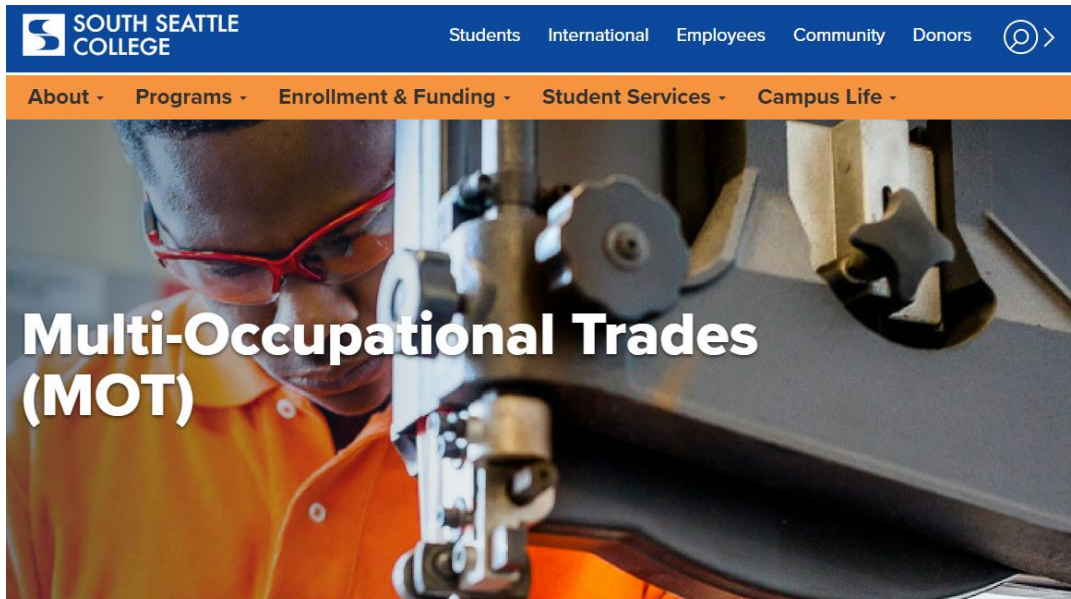 SOUTH SEATTLE
COLLEGE
Students International Employees Community Donors
About Programs Enrollment & Funding Student Services Campus Life
Multi-Occupational Trades
(MOT)